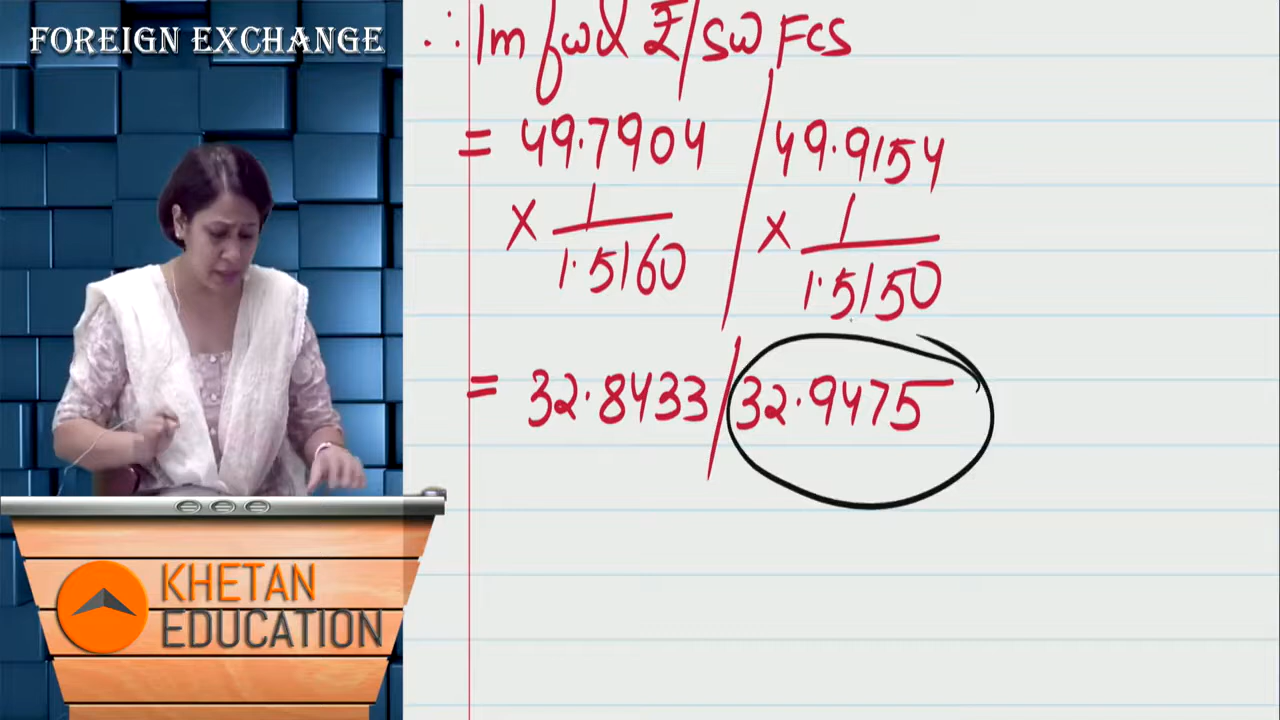 FOREIGN EXCHANGE
∴ 1m fwd ₹/SW FCS
= 49.7904 / 49.9154
× 1/1.5160 / × 1/1.5150
= 32.8433 / 32.9475
KHETAN
EDUCATION